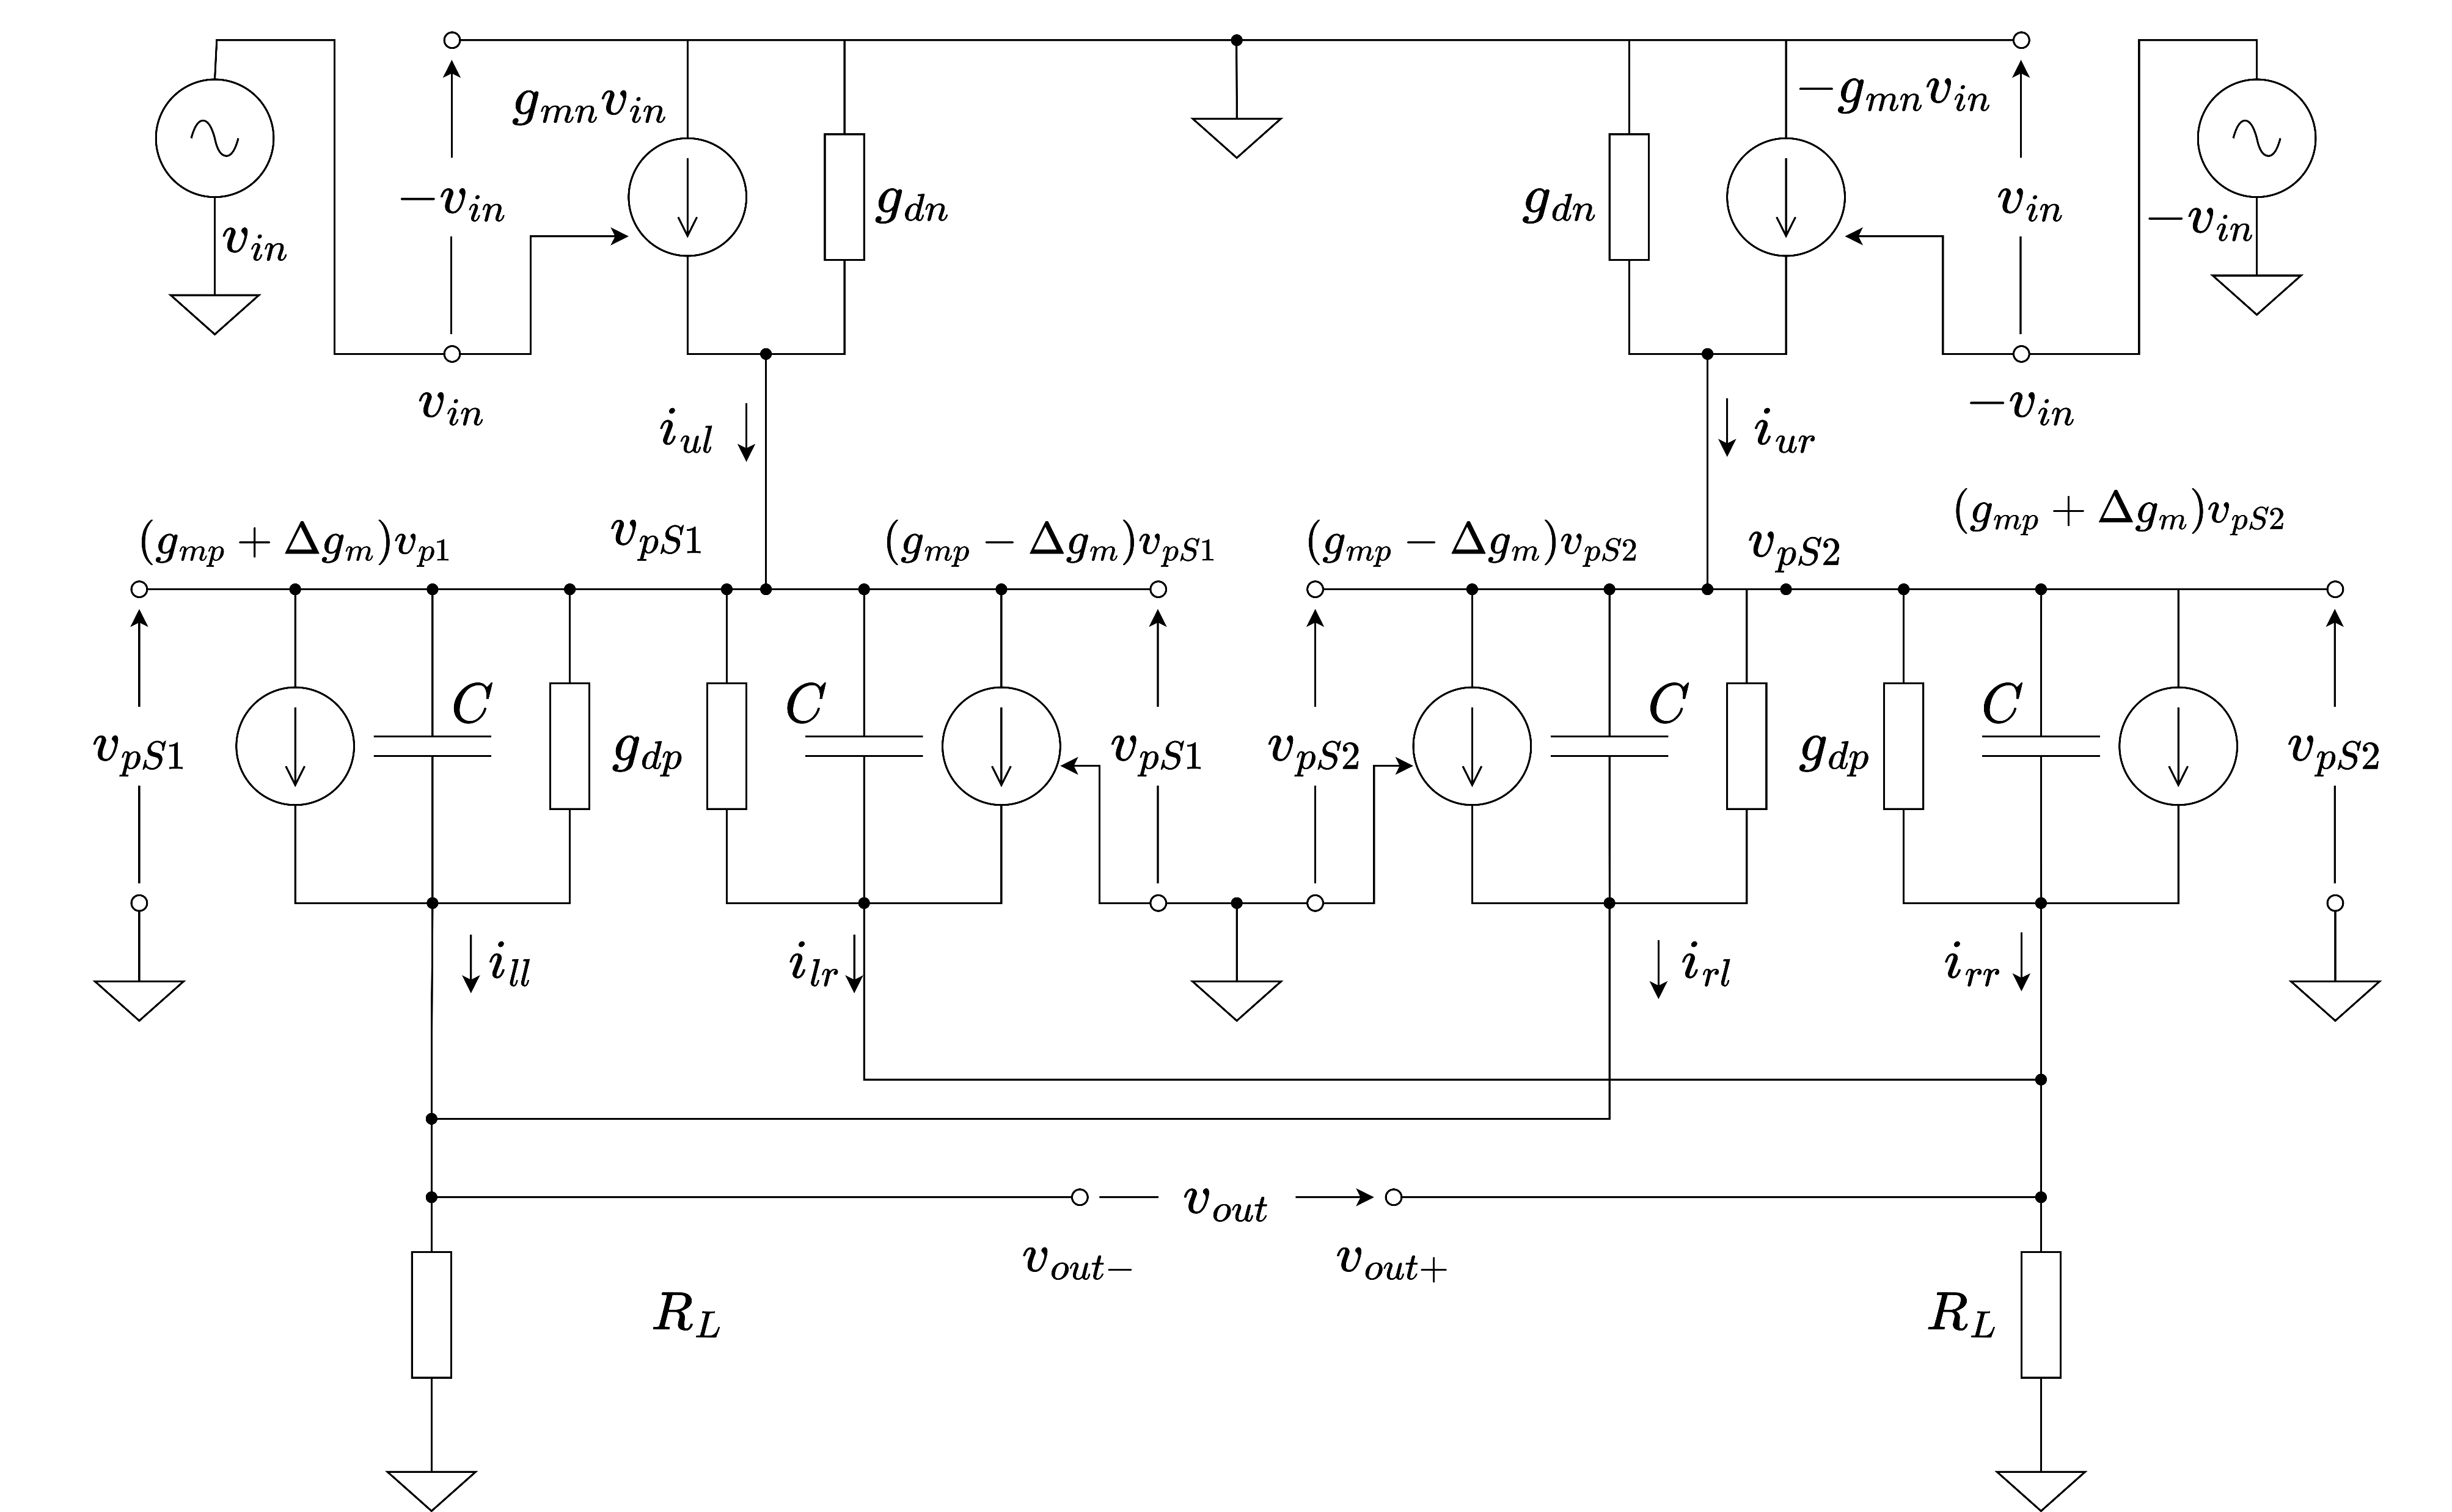 g_{mn}v_{in}
-g_{mn}v_{in}
-v_{in}
g_{dn}
g_{dn}
v_{in}
-v_{in}
v_{in}
v_{in}
-v_{in}
i_{ul}
i_{ur}
(g_{mp} + Δg_m)v_{p1}
v_{pS1}
(g_{mp} − Δg_m)v_{pS1}
(g_{mp} − Δg_m)v_{pS2}
v_{pS2}
(g_{mp} + Δg_m)v_{pS2}
C
C
C
C
v_{pS1}
g_{dp}
v_{pS1}
v_{pS2}
g_{dp}
v_{pS2}
i_{ll}
i_{lr}
i_{rl}
i_{rr}
v_{out}
v_{out−}
v_{out+}
R_L
R_L